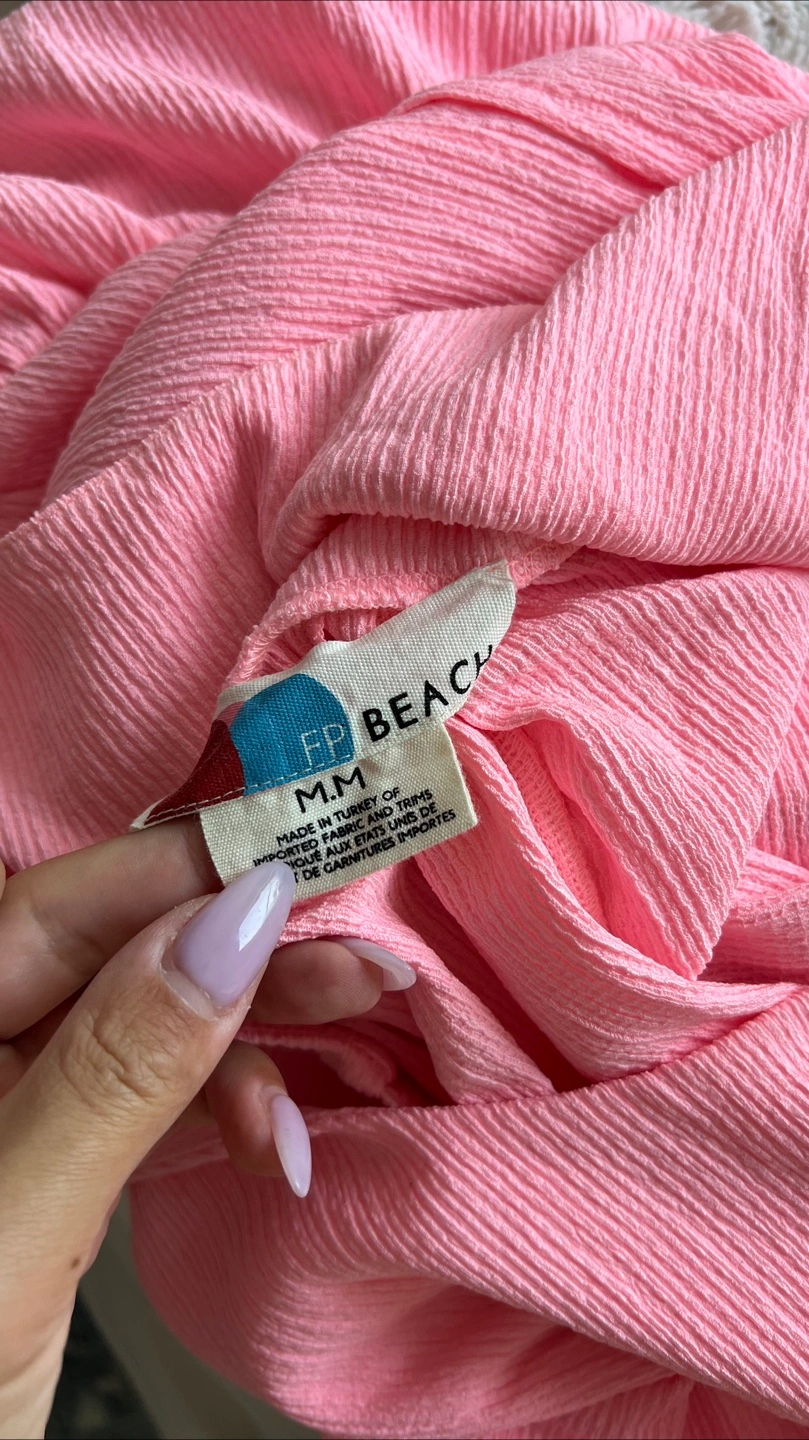 FP BEACH
M.M
MADE IN TURKEY OF
IMPORTED FABRIC AND TRIMS
AUX ETATS UNIS DE
DE GARNITURES IMPORTES